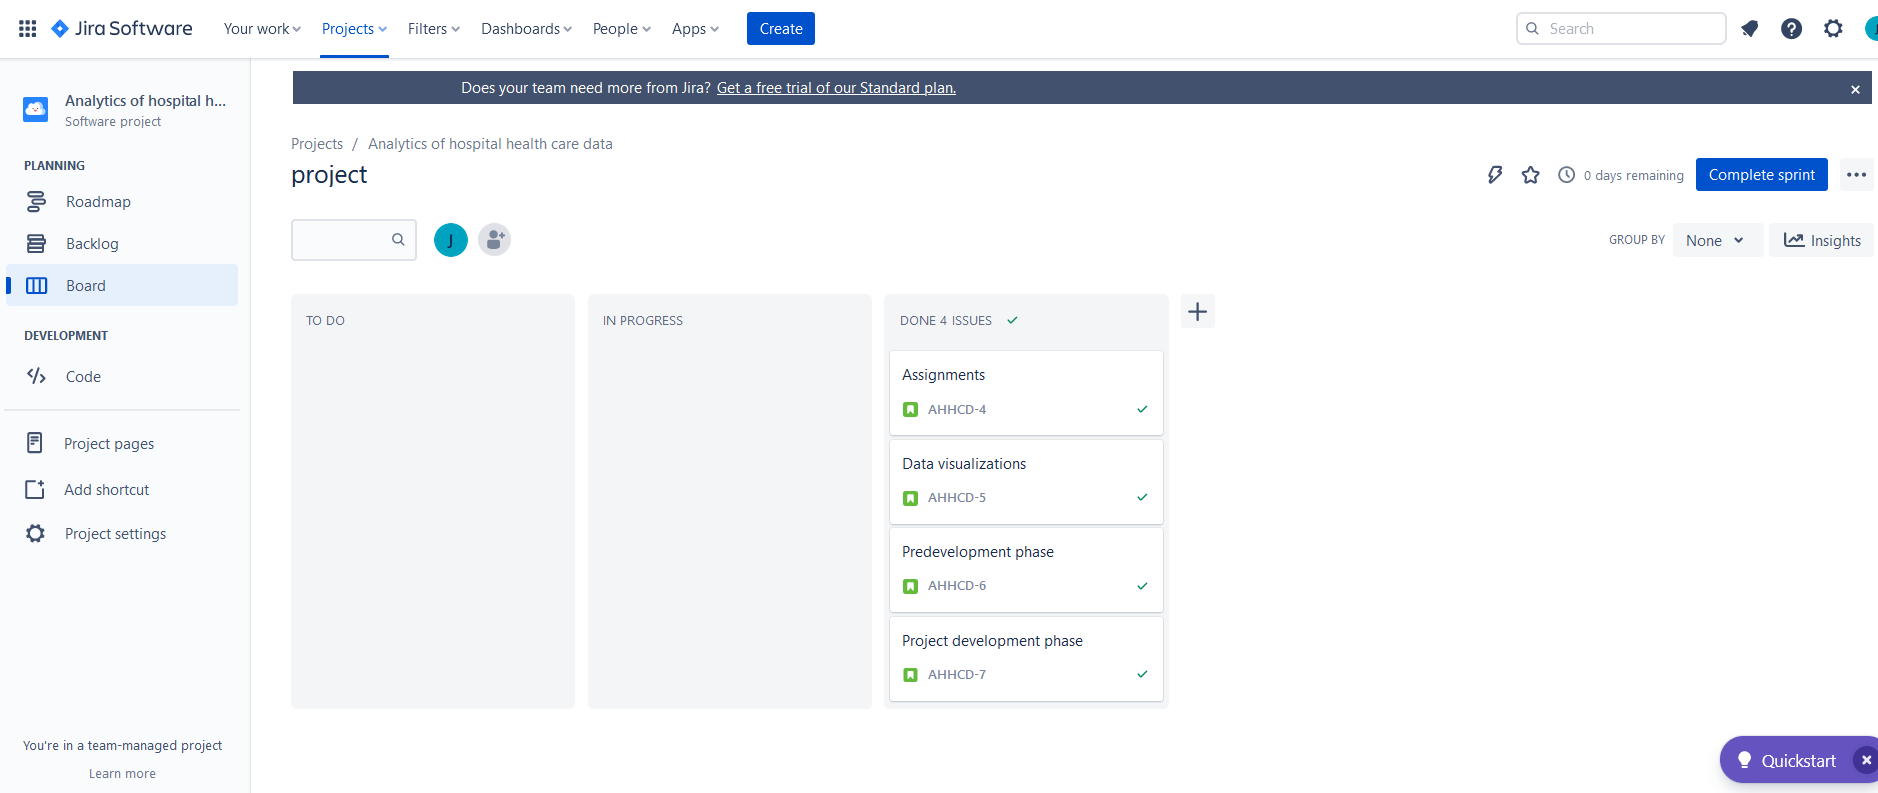 Jira Software Your work Projects Filters Dashboards People Apps Create Search J
Does your team need more from Jira? Get a free trial of our Standard plan.
Analytics of hospital h...
Software project
PLANNING
Roadmap
Backlog
Board
DEVELOPMENT
Code
Project pages
Add shortcut
Project settings
You're in a team-managed project
Learn more
Projects / Analytics of hospital health care data
project
0 days remaining Complete sprint
J
GROUP BY None Insights
TO DO
IN PROGRESS
DONE 4 ISSUES
Assignments
AHHCD-4
Data visualizations
AHHCD-5
Predevelopment phase
AHHCD-6
Project development phase
AHHCD-7
Quickstart